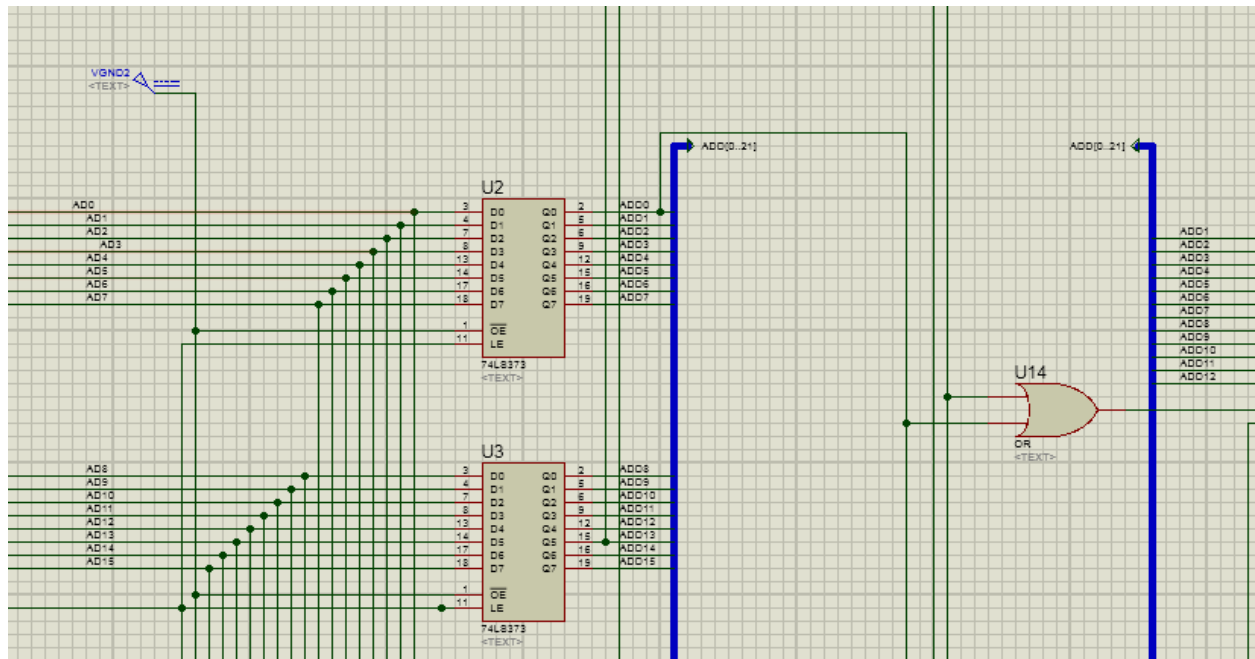 VGND2
<TEXT>
ADD[0..21]
ADD[0..21]
U2
AD0
AD1
AD2
AD3
AD4
AD5
AD6
AD7
3 D0 Q0 2 ADD0
4 D1 Q1 5 ADD1
7 D2 Q2 6 ADD2
8 D3 Q3 9 ADD3
13 D4 Q4 12 ADD4
14 D5 Q5 15 ADD5
17 D6 Q6 16 ADD6
18 D7 Q7 19 ADD7
1 OE
11 LE
74LS373
<TEXT>
ADD1
ADD2
ADD3
ADD4
ADD5
ADD6
ADD7
ADD8
ADD9
ADD10
ADD11
ADD12
U14
OR
<TEXT>
U3
AD8
AD9
AD10
AD11
AD12
AD13
AD14
AD15
3 D0 Q0 2 ADD8
4 D1 Q1 5 ADD9
7 D2 Q2 6 ADD10
8 D3 Q3 9 ADD11
13 D4 Q4 12 ADD12
14 D5 Q5 15 ADD13
17 D6 Q6 16 ADD14
18 D7 Q7 19 ADD15
1 OE
11 LE
74LS373
<TEXT>